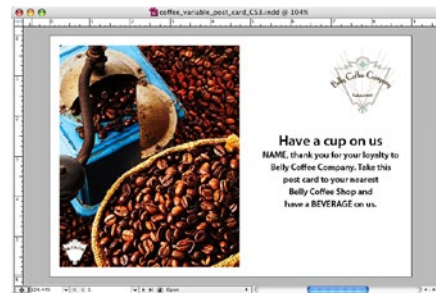 coffee_variable_post_card_CS3.indd @ 104%
Belly Coffee Company
Have a cup on us
NAME, thank you for your loyalty to
Belly Coffee Company. Take this
post card to your nearest
Belly Coffee Shop and
have a BEVERAGE on us.
Open